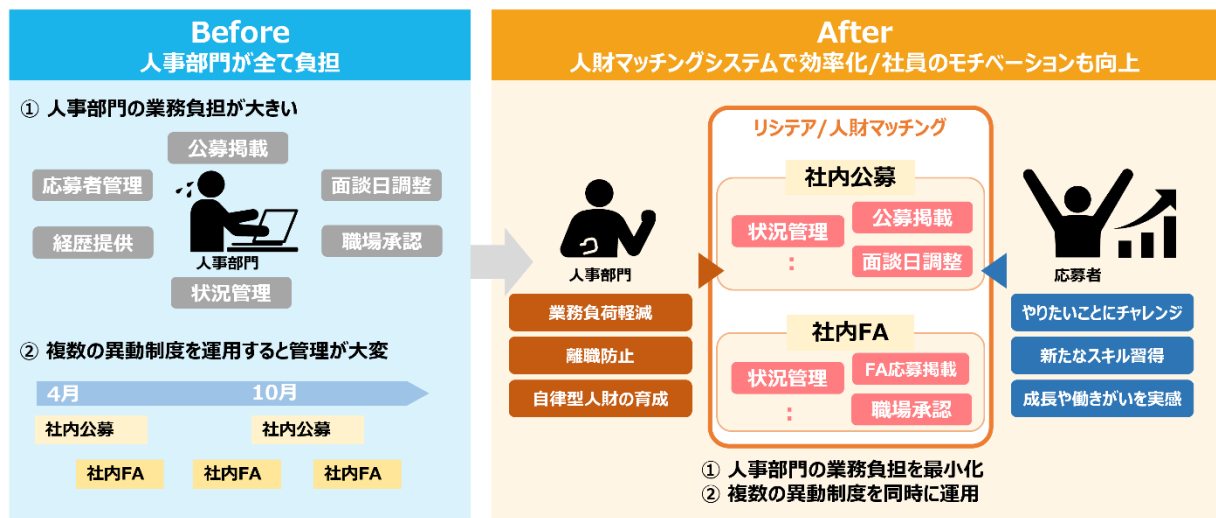 Before
人事部門が全て負担
① 人事部門の業務負担が大きい
公募掲載
応募者管理
面談日調整
経歴提供
職場承認
人事部門
状況管理
② 複数の異動制度を運用すると管理が大変
4月
10月
社内公募
社内公募
社内FA
社内FA
社内FA
After
人財マッチングシステムで効率化/社員のモチベーションも向上
リシテア/人財マッチング
社内公募
状況管理
:
公募掲載
面談日調整
社内FA
状況管理
:
FA応募掲載
職場承認
人事部門
業務負荷軽減
離職防止
自律型人財の育成
応募者
やりたいことにチャレンジ
新たなスキル習得
成長や働きがいを実感
① 人事部門の業務負担を最小化
② 複数の異動制度を同時に運用